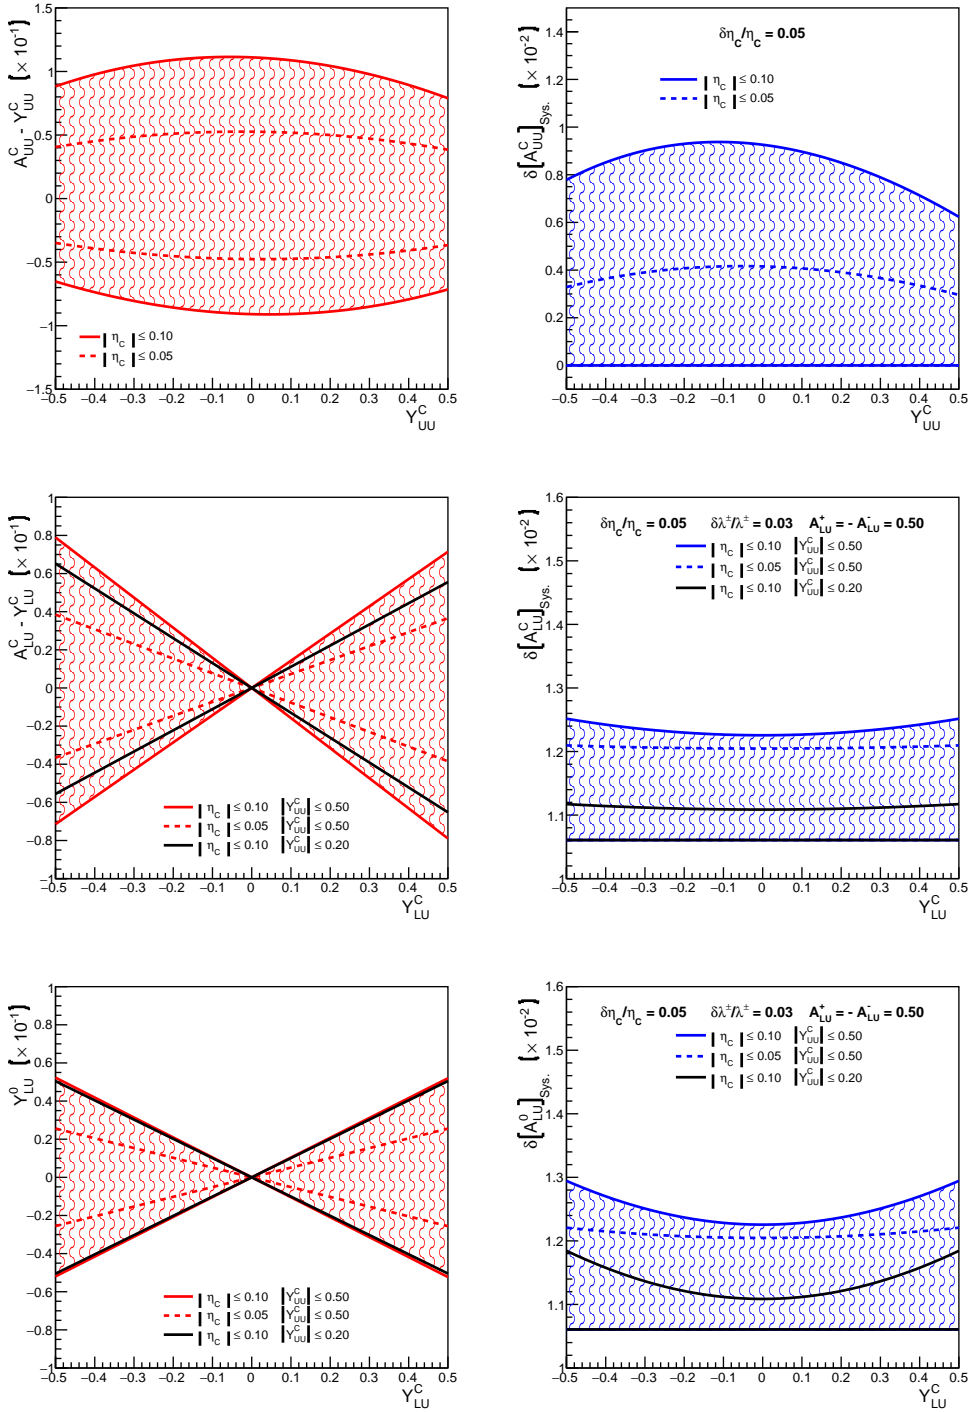 A^C_UU - Y^C_UU [× 10^-1]
1.5
1
0.5
0
−0.5
−1
−1.5
| η_C | ≤ 0.10
| η_C | ≤ 0.05
−0.5 −0.4 −0.3 −0.2 −0.1 0 0.1 0.2 0.3 0.4 0.5
Y^C_UU
δ[A^C_UU]_Sys. [× 10^-2]
δη_C/η_C = 0.05
| η_C | ≤ 0.10
| η_C | ≤ 0.05
1.4
1.2
1
0.8
0.6
0.4
0.2
0
−0.5 −0.4 −0.3 −0.2 −0.1 0 0.1 0.2 0.3 0.4 0.5
Y^C_UU
A^C_LU - Y^C_LU [× 10^-1]
1
0.8
0.6
0.4
0.2
0
−0.2
−0.4
−0.6
−0.8
−1
| η_C | ≤ 0.10 |Y^C_UU| ≤ 0.50
| η_C | ≤ 0.05 |Y^C_UU| ≤ 0.50
| η_C | ≤ 0.10 |Y^C_UU| ≤ 0.20
−0.5 −0.4 −0.3 −0.2 −0.1 0 0.1 0.2 0.3 0.4 0.5
Y^C_LU
δ[A^C_LU]_Sys. [× 10^-2]
δη_C/η_C = 0.05 δλ^±/λ^± = 0.03 A^+_LU = - A^-_LU = 0.50
| η_C | ≤ 0.10 |Y^C_UU| ≤ 0.50
| η_C | ≤ 0.05 |Y^C_UU| ≤ 0.50
| η_C | ≤ 0.10 |Y^C_UU| ≤ 0.20
1.6
1.5
1.4
1.3
1.2
1.1
1
−0.5 −0.4 −0.3 −0.2 −0.1 0 0.1 0.2 0.3 0.4 0.5
Y^C_LU
Y^0_LU [× 10^-1]
1
0.8
0.6
0.4
0.2
0
−0.2
−0.4
−0.6
−0.8
−1
| η_C | ≤ 0.10 |Y^C_UU| ≤ 0.50
| η_C | ≤ 0.05 |Y^C_UU| ≤ 0.50
| η_C | ≤ 0.10 |Y^C_UU| ≤ 0.20
−0.5 −0.4 −0.3 −0.2 −0.1 0 0.1 0.2 0.3 0.4 0.5
Y^C_LU
δ[A^0_LU]_Sys. [× 10^-2]
δη_C/η_C = 0.05 δλ^±/λ^± = 0.03 A^+_LU = - A^-_LU = 0.50
| η_C | ≤ 0.10 |Y^C_UU| ≤ 0.50
| η_C | ≤ 0.05 |Y^C_UU| ≤ 0.50
| η_C | ≤ 0.10 |Y^C_UU| ≤ 0.20
1.6
1.5
1.4
1.3
1.2
1.1
1
−0.5 −0.4 −0.3 −0.2 −0.1 0 0.1 0.2 0.3 0.4 0.5
Y^C_LU